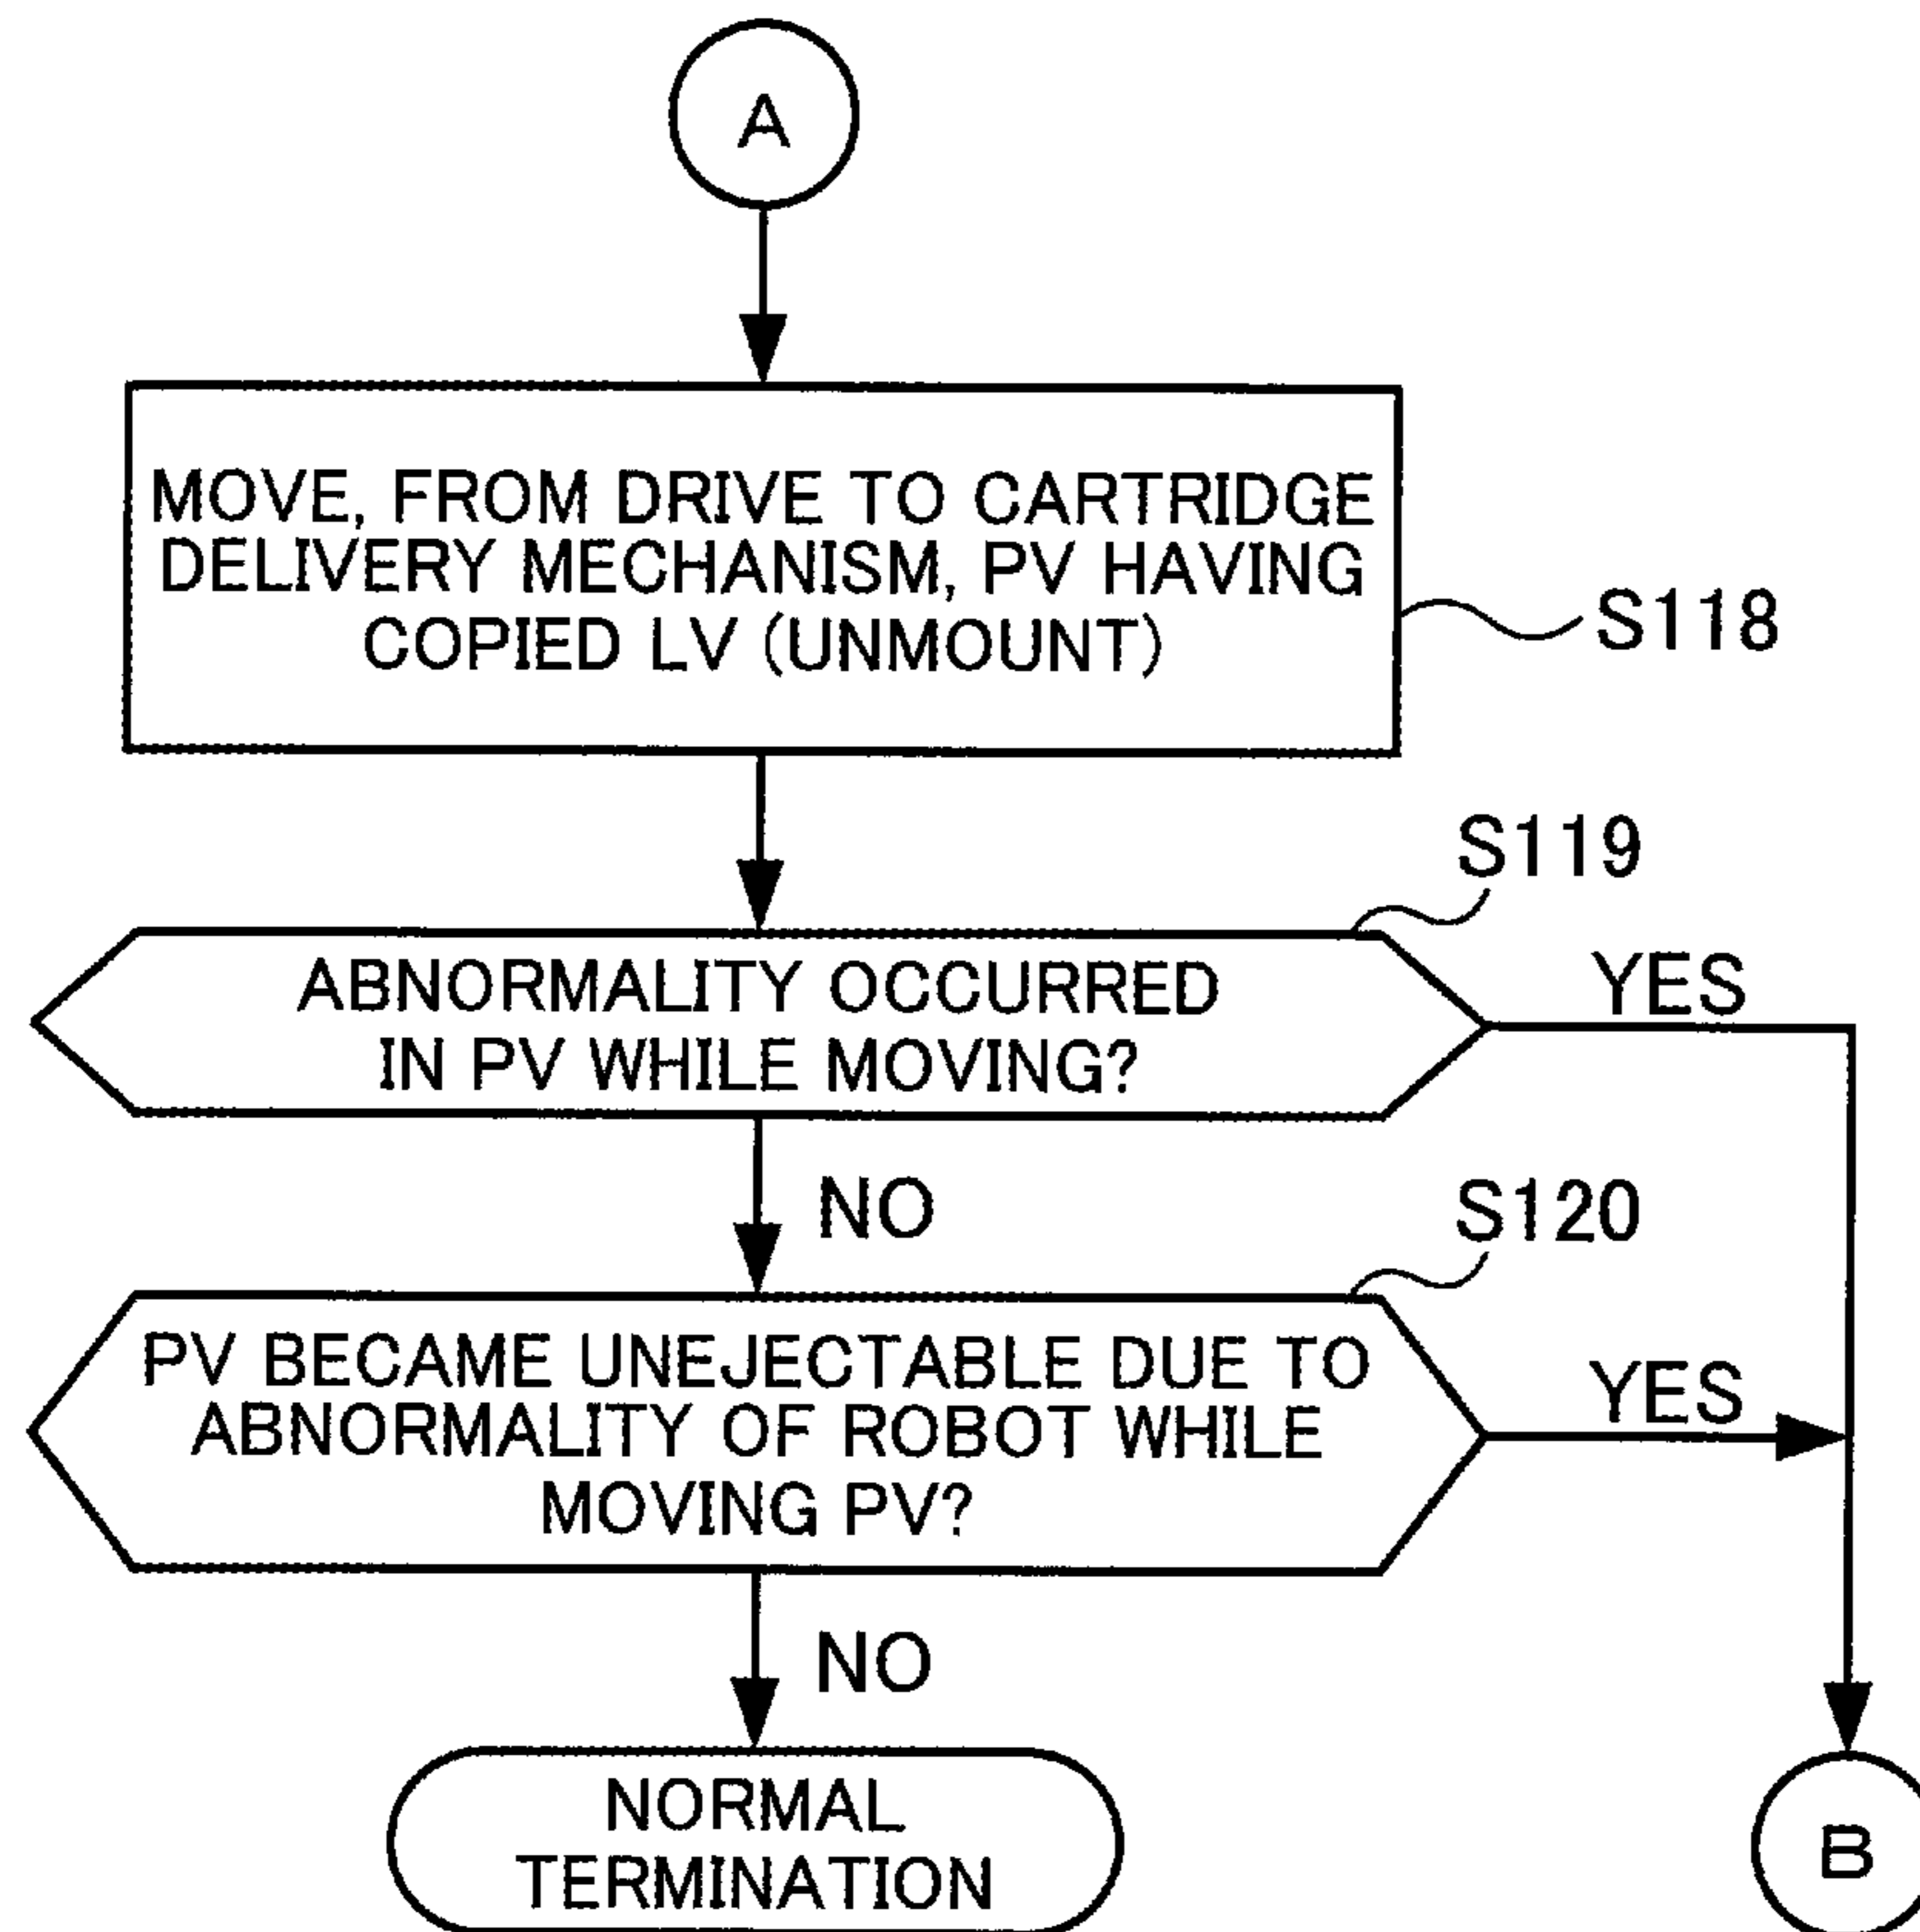 A
MOVE, FROM DRIVE TO CARTRIDGE
DELIVERY MECHANISM, PV HAVING
COPIED LV (UNMOUNT)
S118
S119
ABNORMALITY OCCURRED
IN PV WHILE MOVING?
YES
NO
S120
PV BECAME UNEJECTABLE DUE TO
ABNORMALITY OF ROBOT WHILE
MOVING PV?
YES
NO
NORMAL
TERMINATION
B